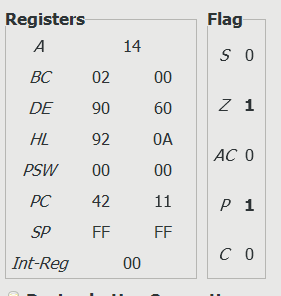 Registers Flag
A 14
S 0
BC 02 00
DE 90 60
Z 1
HL 92 0A
AC 0
PSW 00 00
PC 42 11
P 1
SP FF FF
C 0
Int-Reg 00